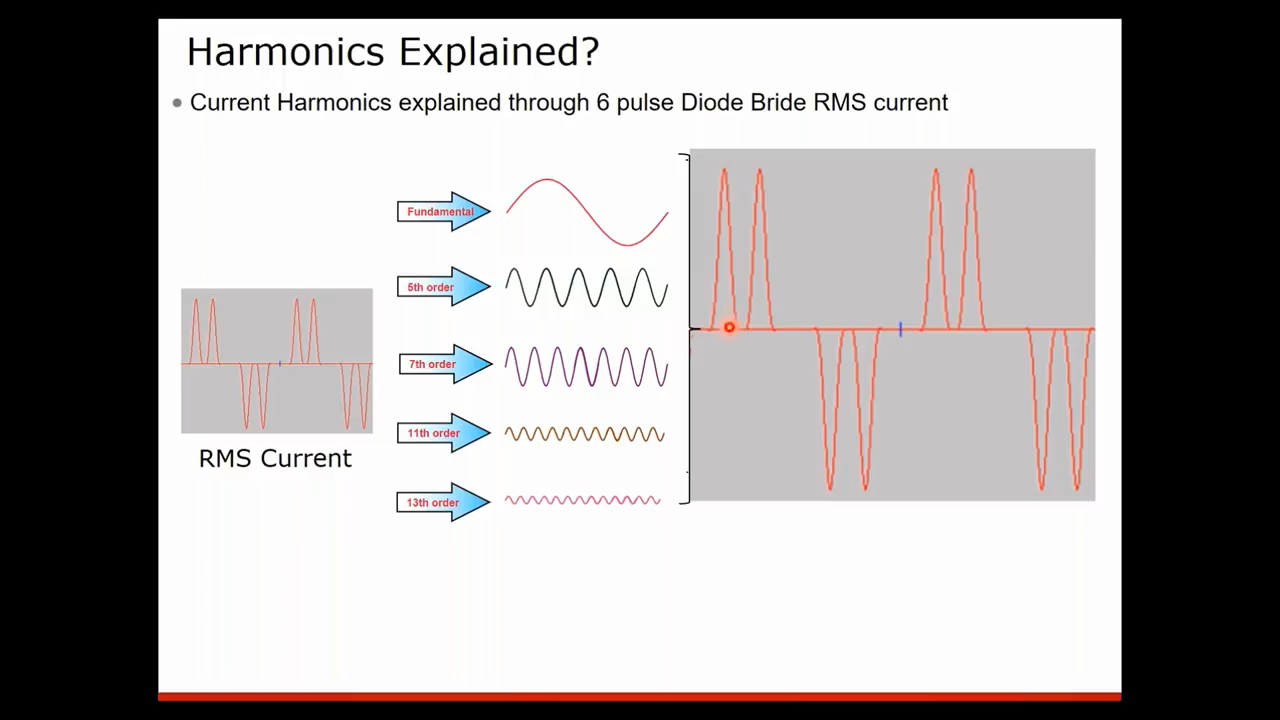 Harmonics Explained?
• Current Harmonics explained through 6 pulse Diode Bride RMS current
Fundamental
5th order
7th order
11th order
13th order
RMS Current